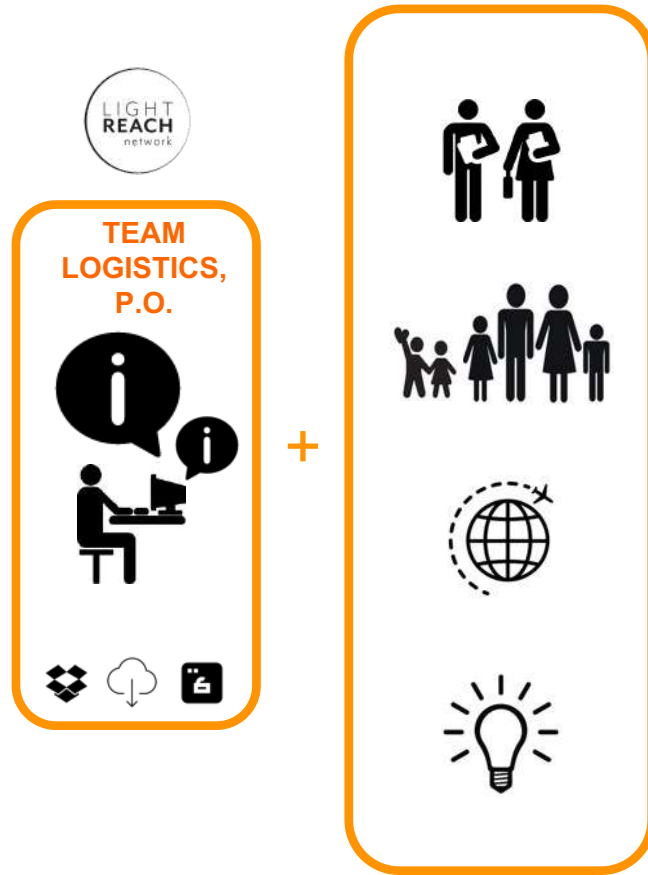 LIGHT
REACH
network
TEAM
LOGISTICS,
P.O.
i
i
+